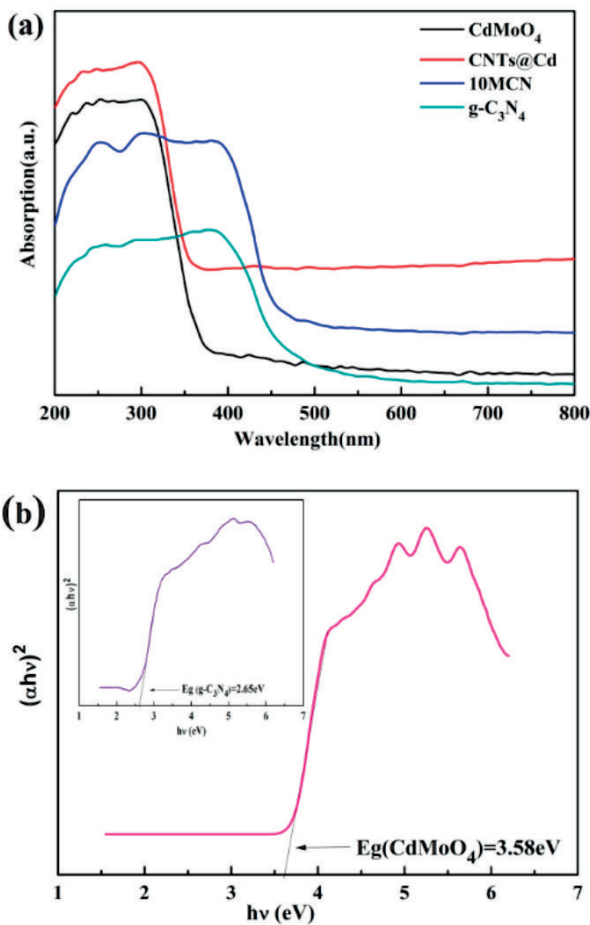 (a)
CdMoO₄
CNTs@Cd
10MCN
g-C₃N₄
Absorption(a.u.)
200 300 400 500 600 700 800
Wavelength(nm)
(b)
(αhν)²
Eg (g-C₃N₄)=2.65eV
1 2 3 4 5 6 7
hν (eV)
(αhν)²
Eg(CdMoO₄)=3.58eV
1 2 3 4 5 6 7
hν (eV)